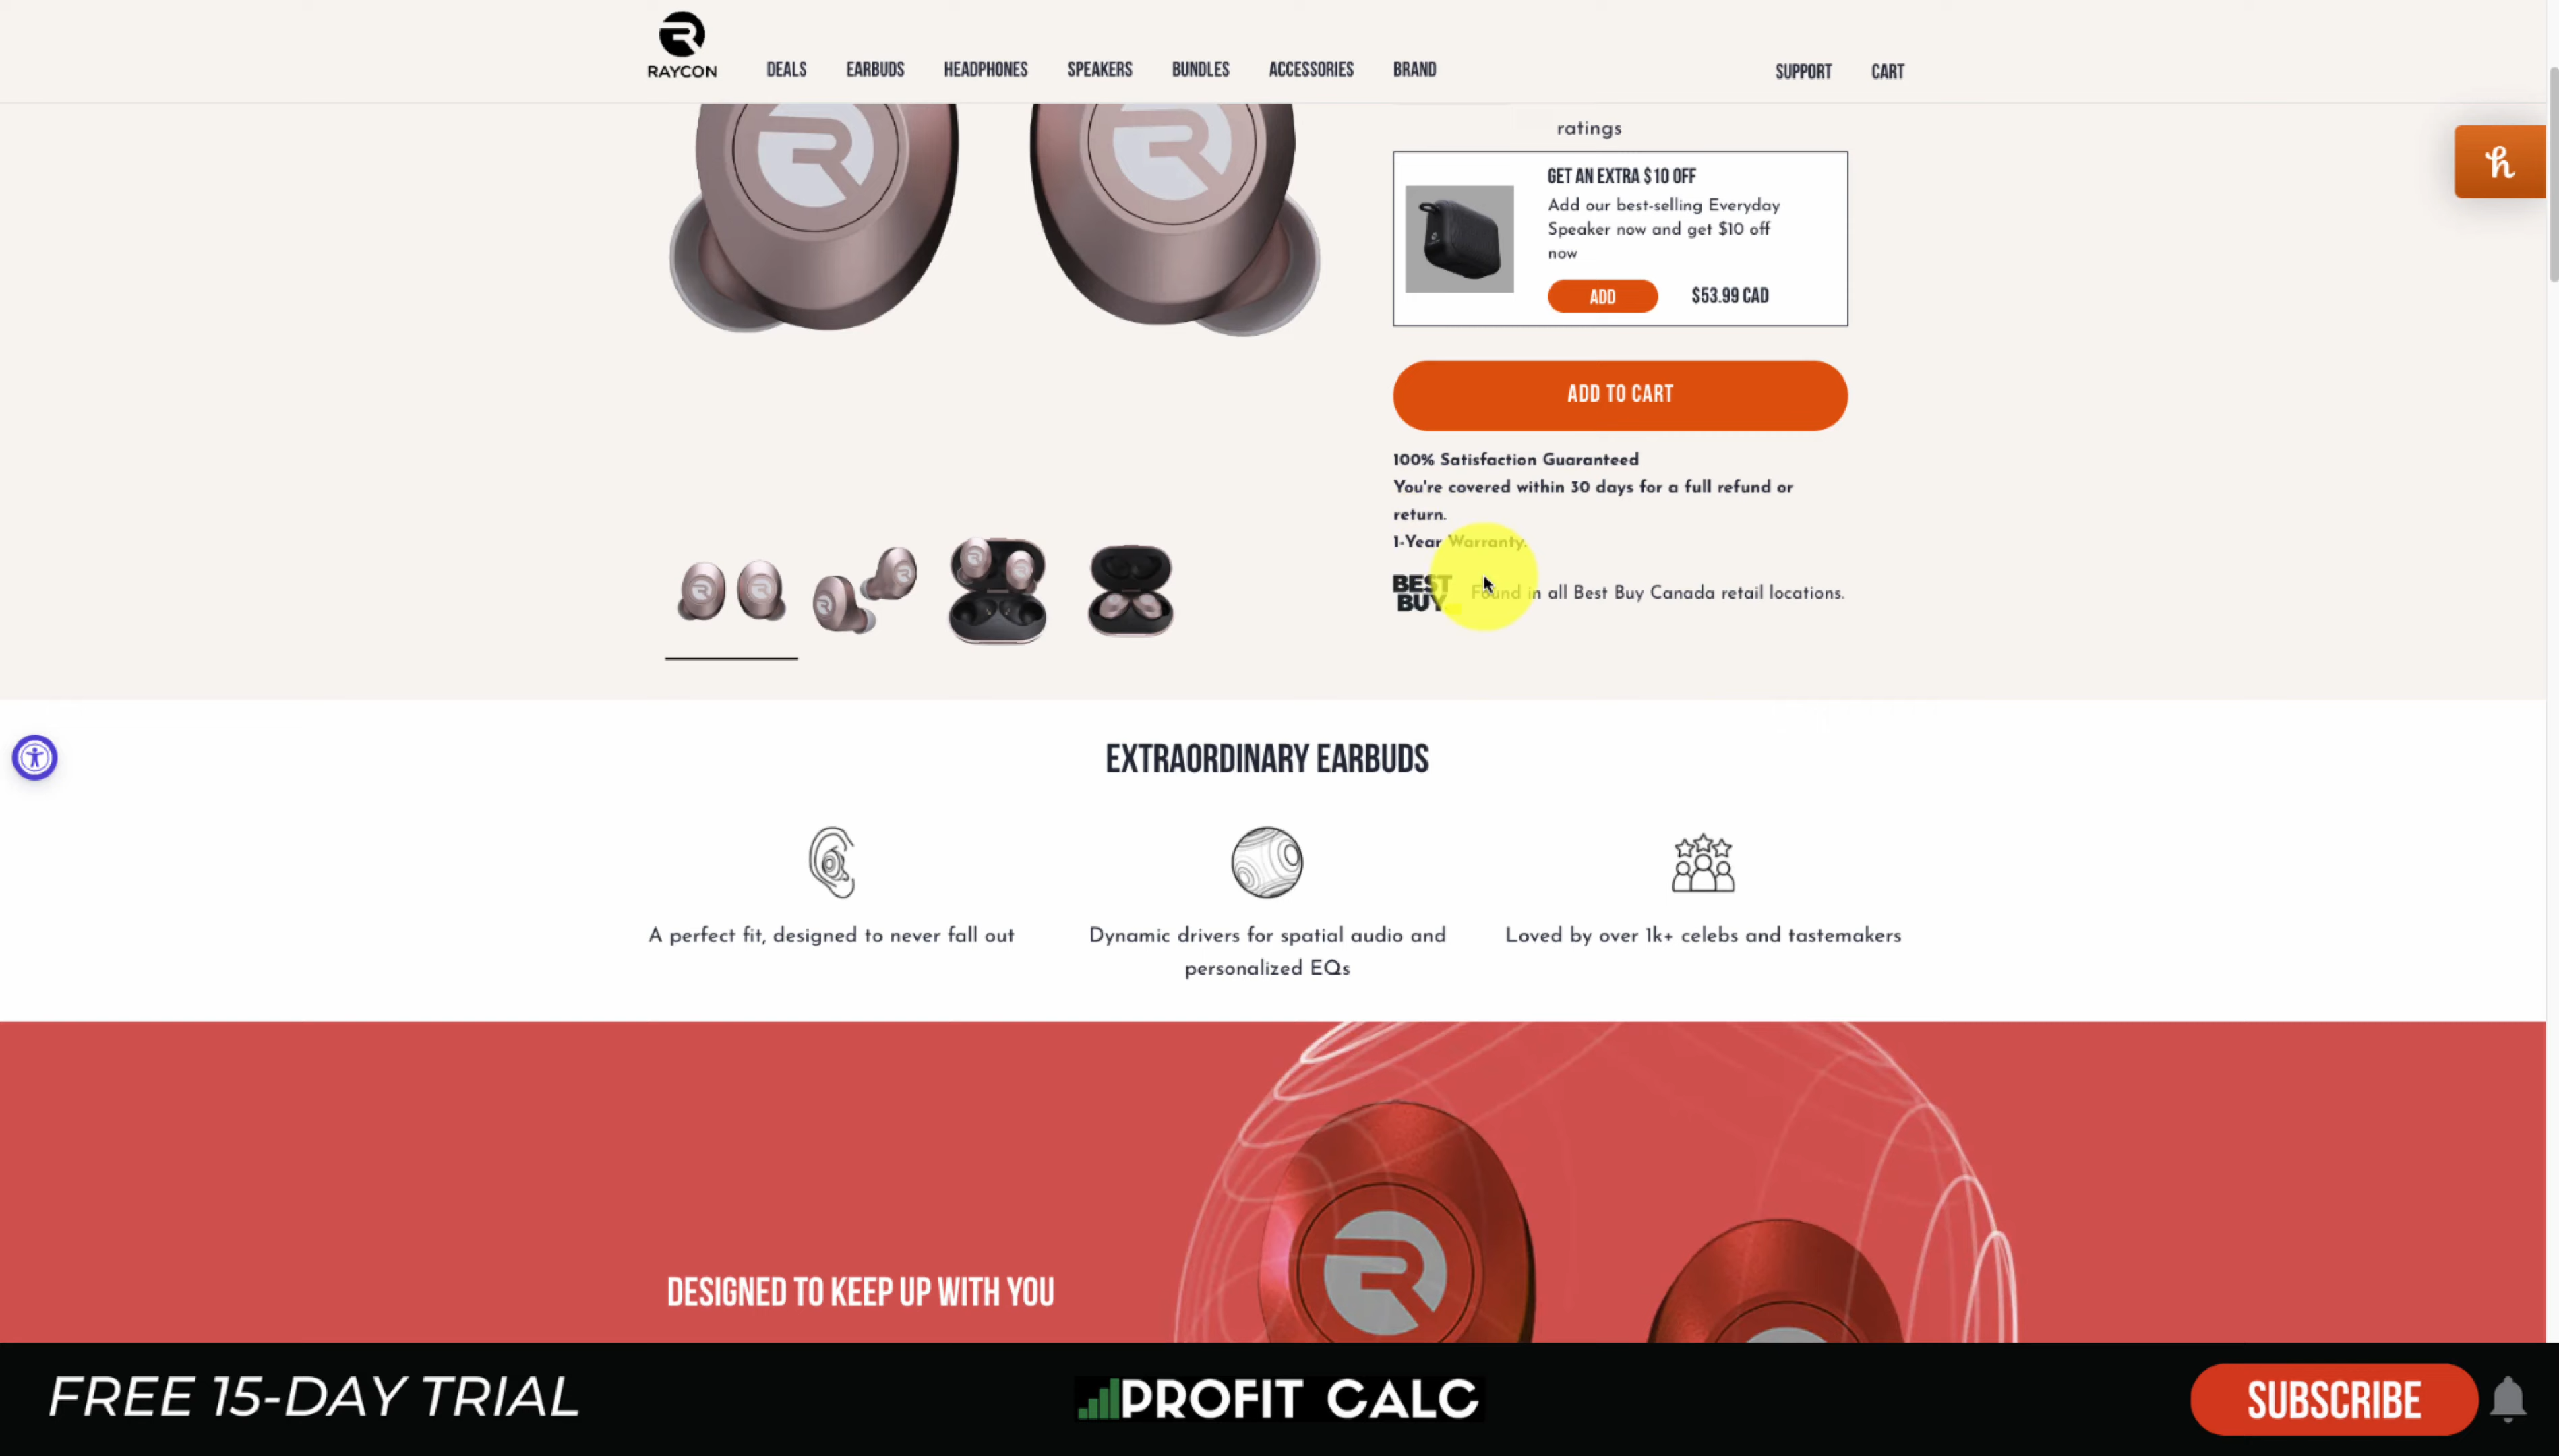 RAYCON
DEALS EARBUDS HEADPHONES SPEAKERS BUNDLES ACCESSORIES BRAND SUPPORT CART
ratings
GET AN EXTRA $10 OFF
Add our best-selling Everyday
Speaker now and get $10 off
now
ADD $53.99 CAD
ADD TO CART
100% Satisfaction Guaranteed
You're covered within 30 days for a full refund or
return.
1-Year Warranty.
BEST
BUY
Found in all Best Buy Canada retail locations.
EXTRAORDINARY EARBUDS
A perfect fit, designed to never fall out
Dynamic drivers for spatial audio and
personalized EQs
Loved by over 1k+ celebs and tastemakers
DESIGNED TO KEEP UP WITH YOU
FREE 15-DAY TRIAL
PROFIT CALC
SUBSCRIBE